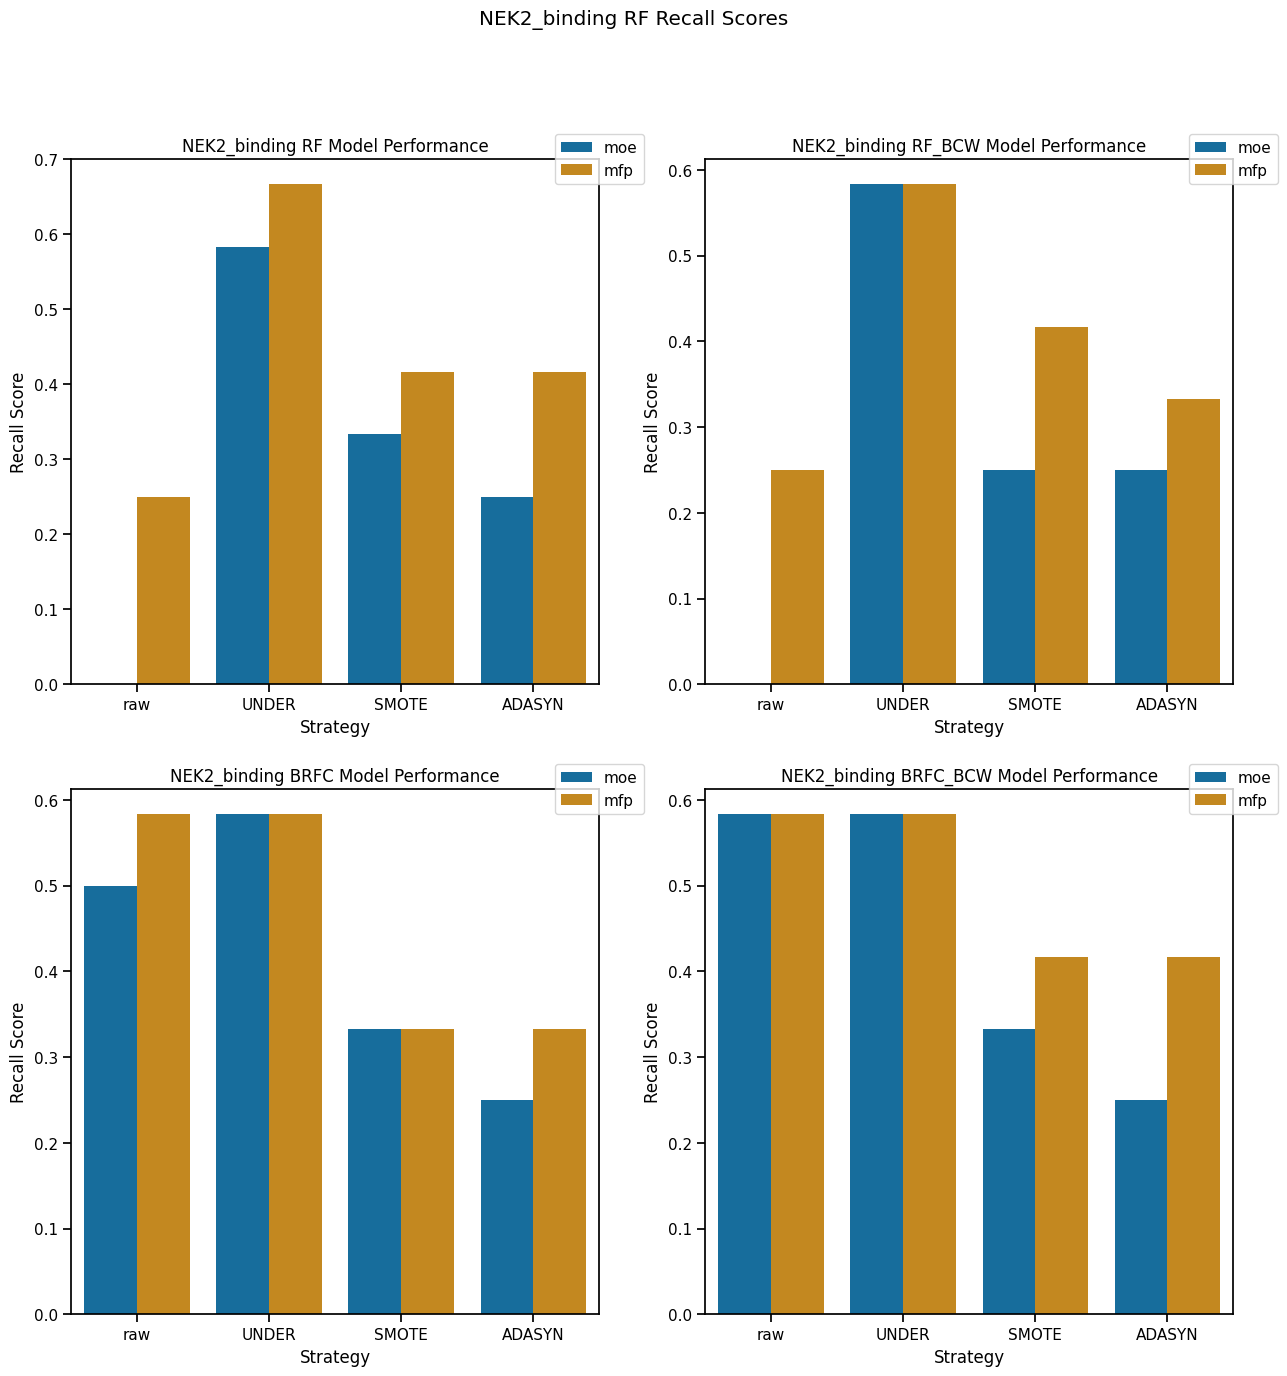 NEK2_binding RF Recall Scores
NEK2_binding RF Model Performance
moe
mfp
0.7
0.6
0.5
0.4
0.3
0.2
0.1
0.0
Recall Score
raw UNDER SMOTE ADASYN
Strategy
NEK2_binding RF_BCW Model Performance
moe
mfp
0.6
0.5
0.4
0.3
0.2
0.1
0.0
Recall Score
raw UNDER SMOTE ADASYN
Strategy
NEK2_binding BRFC Model Performance
moe
mfp
0.6
0.5
0.4
0.3
0.2
0.1
0.0
Recall Score
raw UNDER SMOTE ADASYN
Strategy
NEK2_binding BRFC_BCW Model Performance
moe
mfp
0.6
0.5
0.4
0.3
0.2
0.1
0.0
Recall Score
raw UNDER SMOTE ADASYN
Strategy